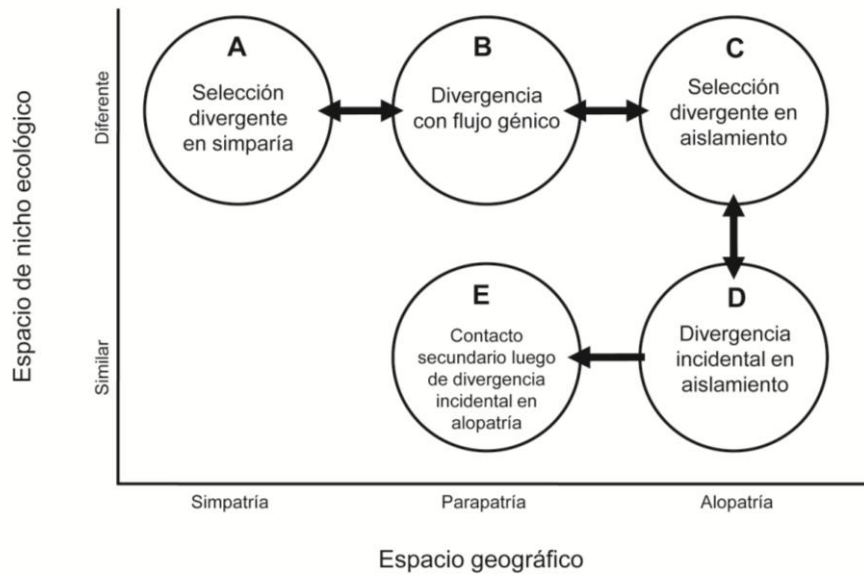 Espacio de nicho ecológico
Diferente
Similar
A
Selección
divergente
en simparía
B
Divergencia
con flujo génico
C
Selección
divergente en
aislamiento
E
Contacto
secundario luego
de divergencia
incidental en
alopatría
D
Divergencia
incidental en
aislamiento
Simpatría
Parapatría
Alopatría
Espacio geográfico